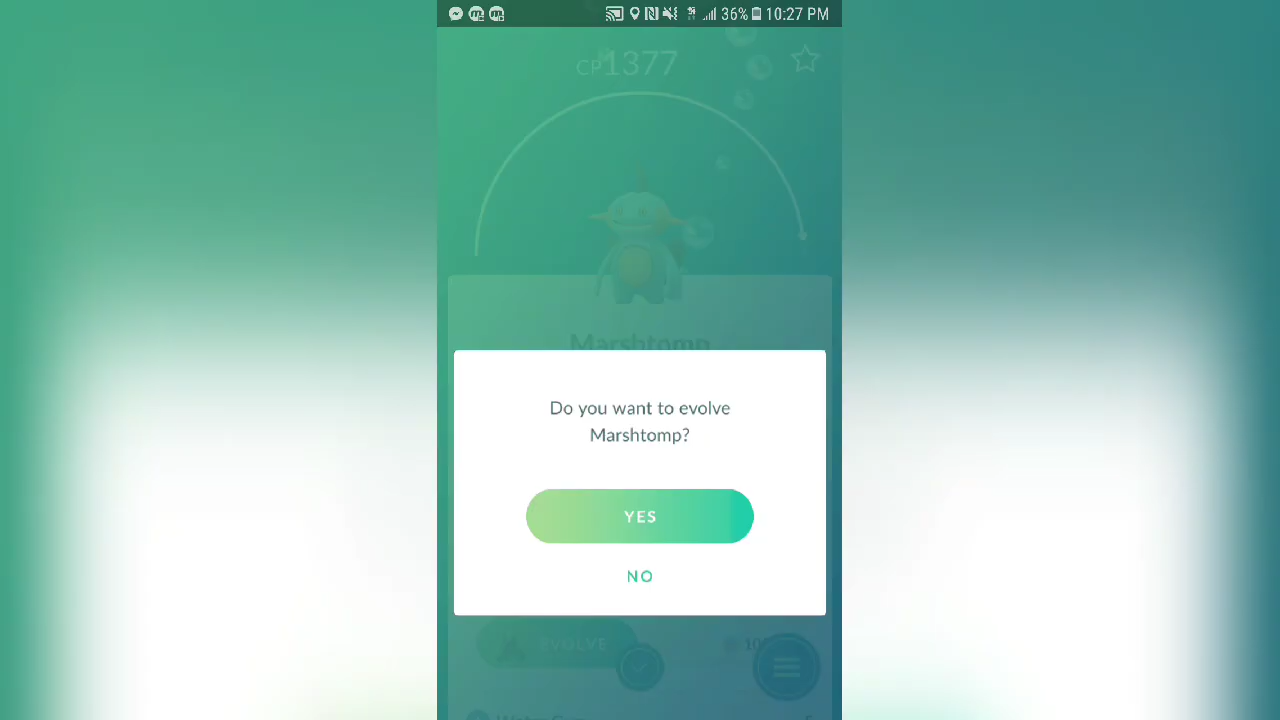 36% 10:27 PM
CP1377
Marshtomp
Do you want to evolve
Marshtomp?
YES
NO
EVOLVE